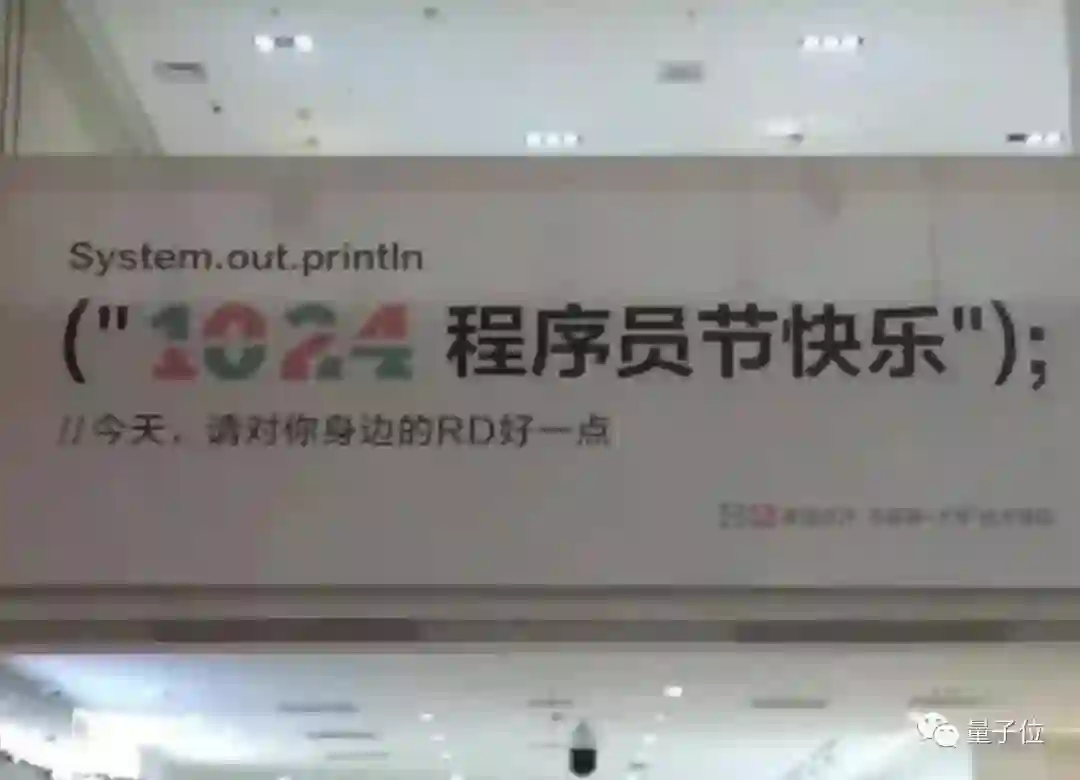 System.out.println
("1024 程序员节快乐");
//今天，请对你身边的RD好一点
量子位